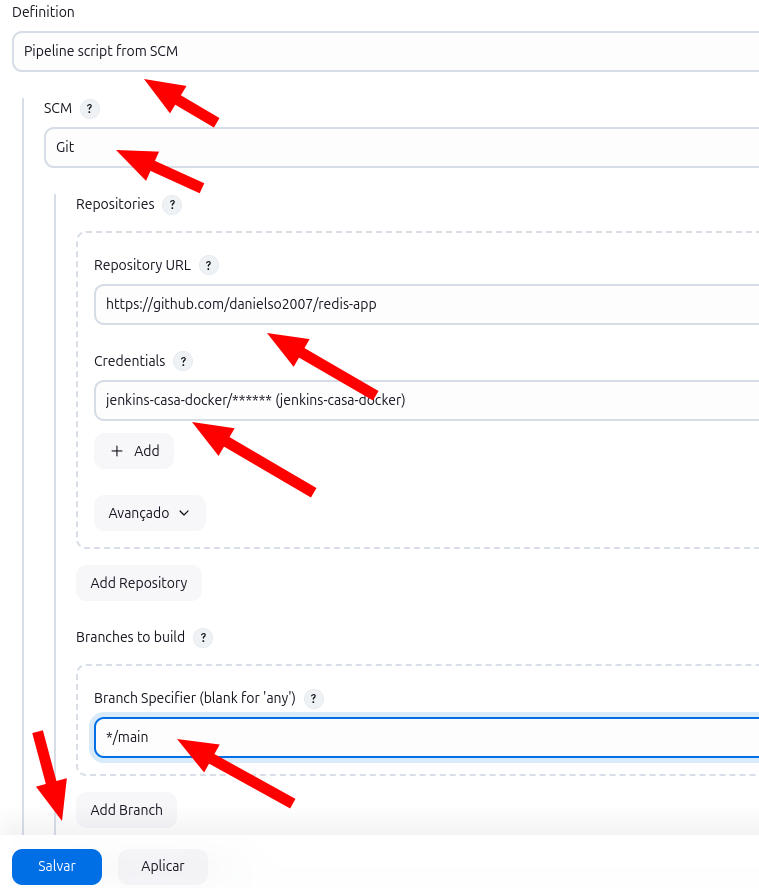 Definition
Pipeline script from SCM
SCM ?
Git
Repositories ?
Repository URL ?
https://github.com/danielso2007/redis-app
Credentials ?
jenkins-casa-docker/****** (jenkins-casa-docker)
+ Add
Avançado
Add Repository
Branches to build ?
Branch Specifier (blank for 'any') ?
*/main
Add Branch
Salvar Aplicar